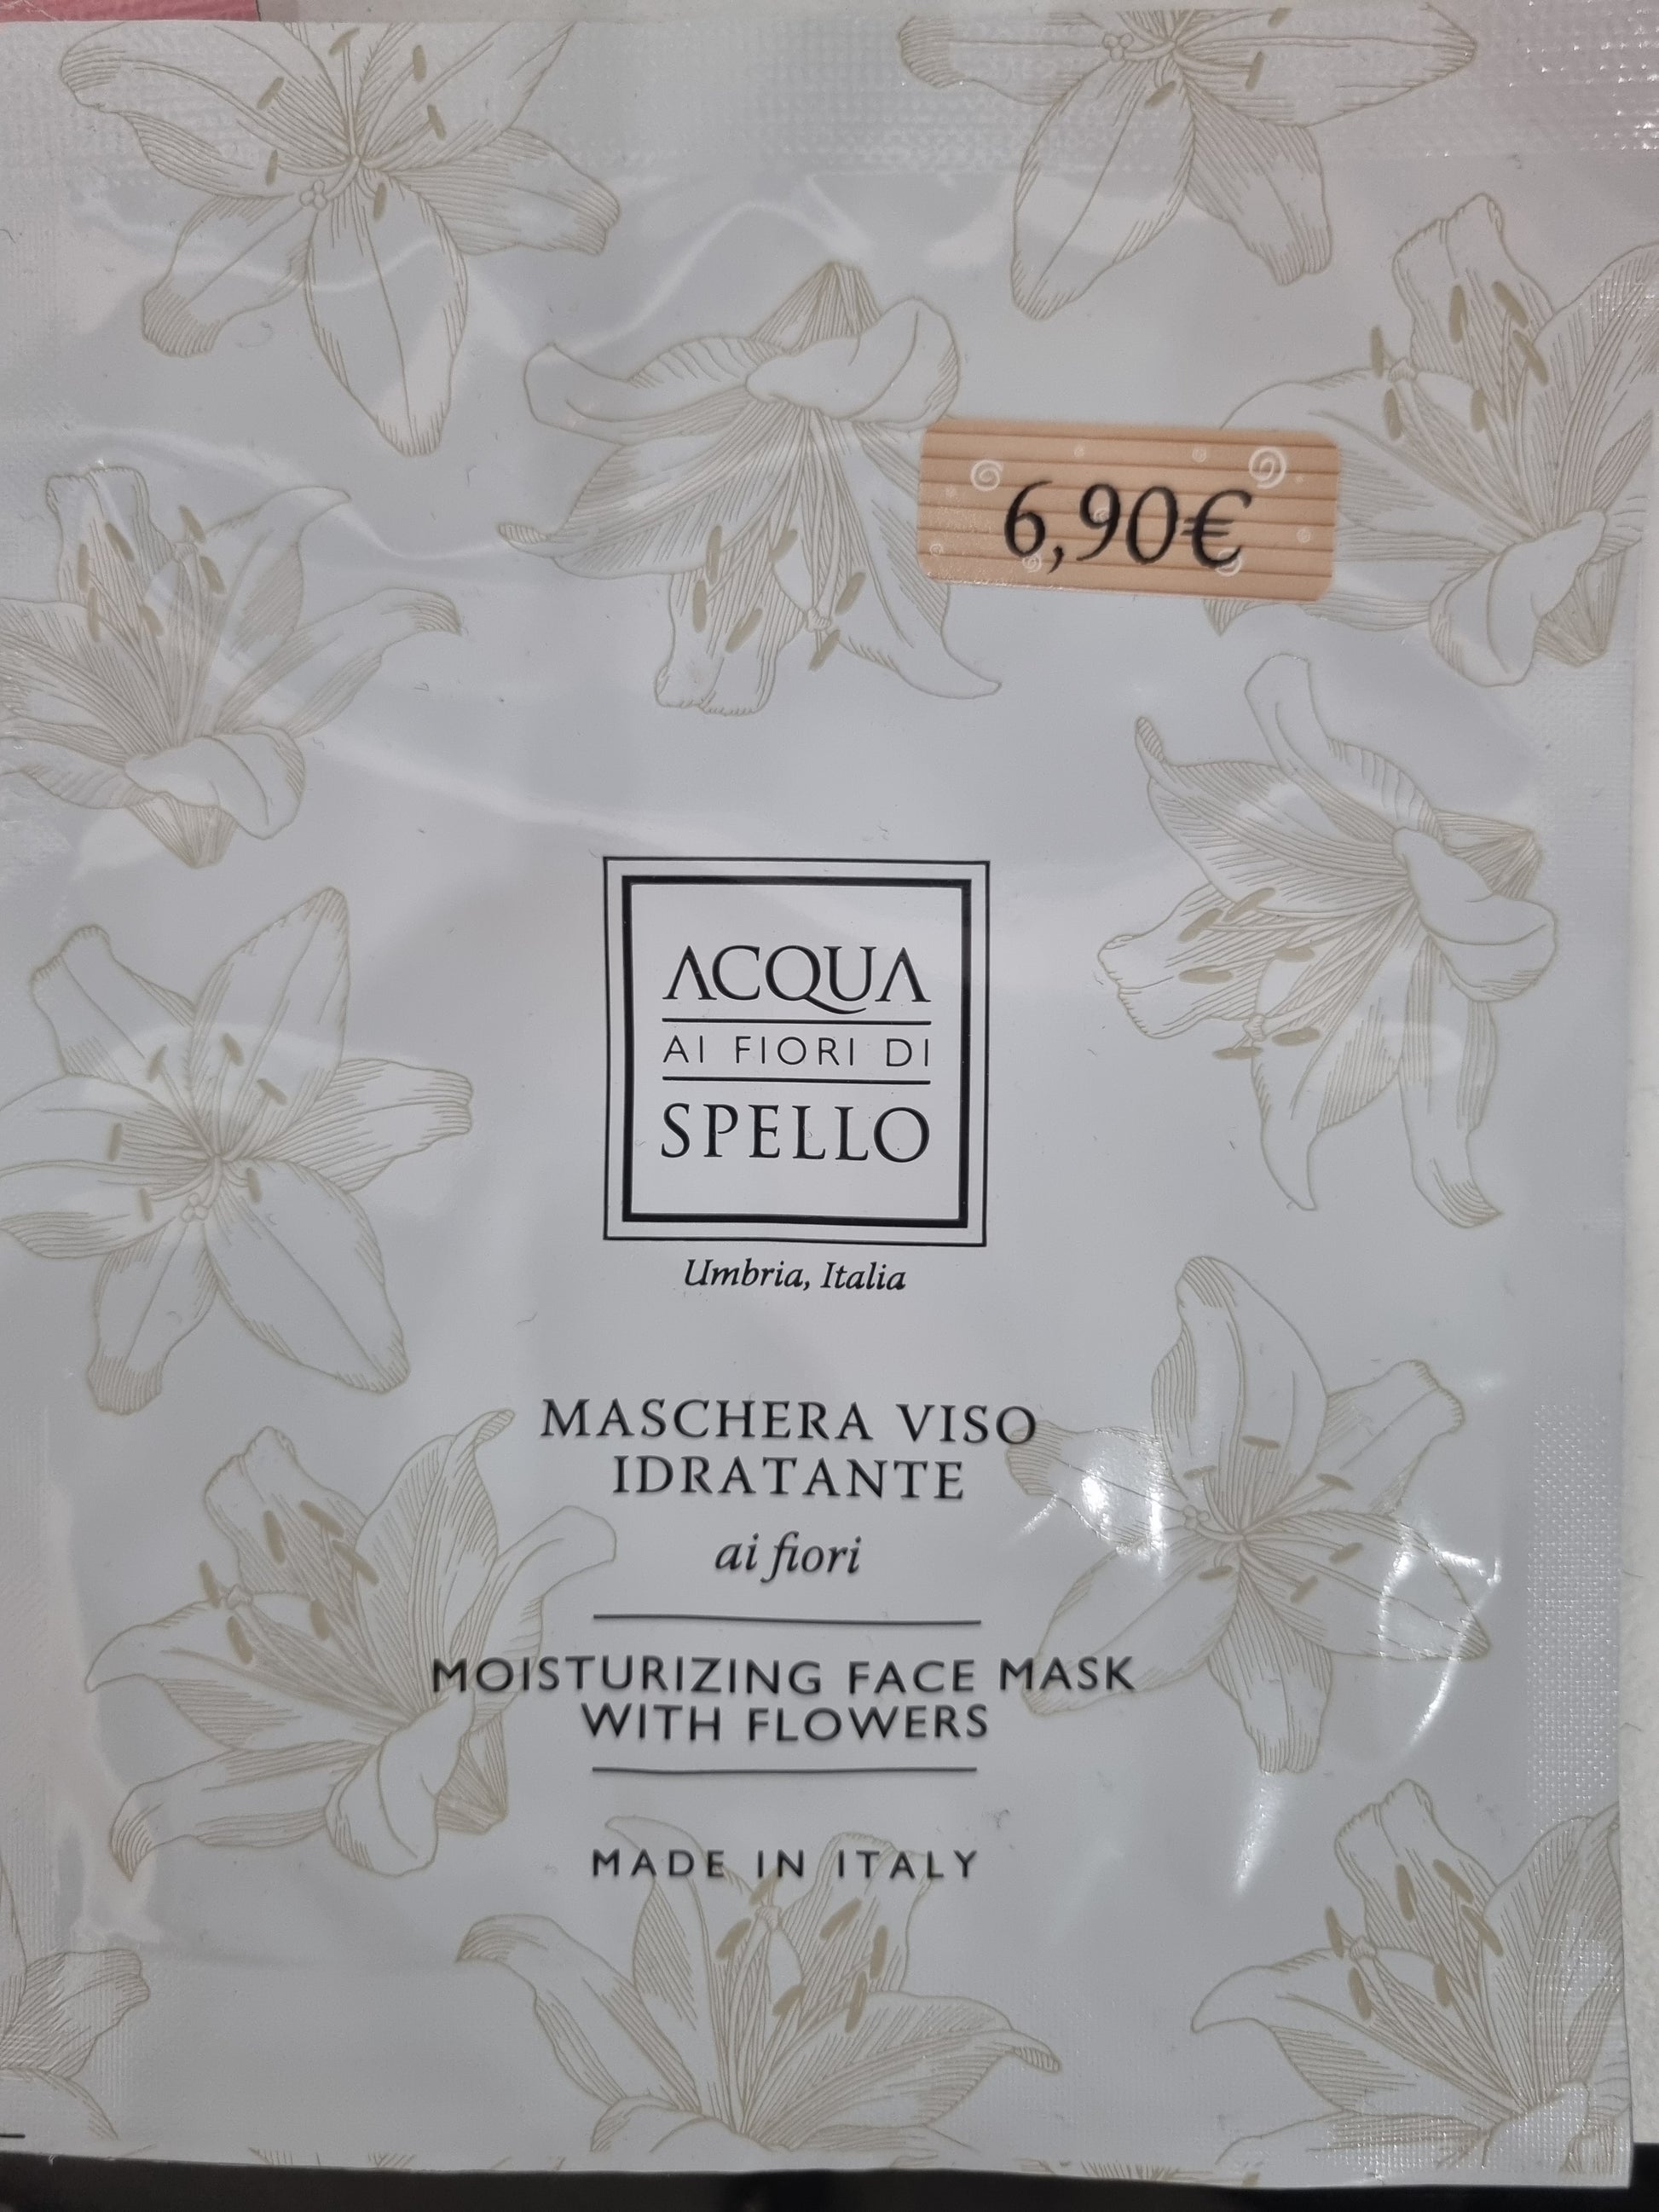 6,90€
ACQUA
AI FIORI DI
SPELLO
Umbria, Italia
MASCHERA VISO
IDRATANTE
ai fiori
MOISTURIZING FACE MASK
WITH FLOWERS
MADE IN ITALY